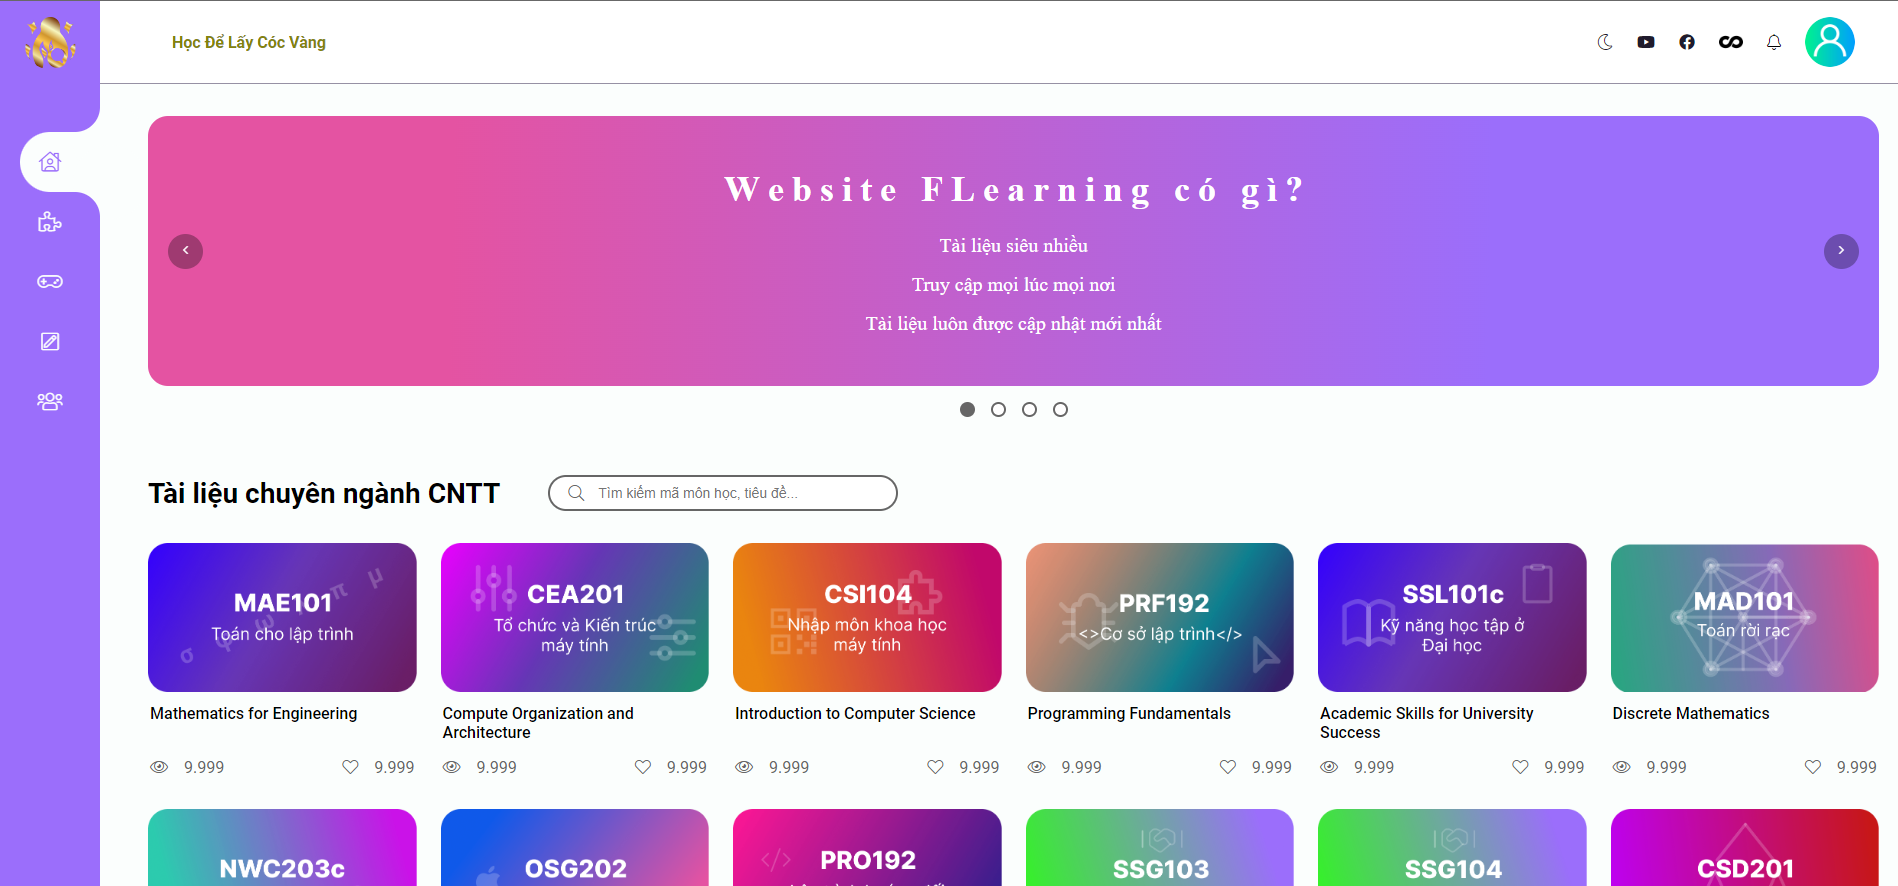 Học Để Lấy Cóc Vàng
Website FLearning có gì?
Tài liệu siêu nhiều
Truy cập mọi lúc mọi nơi
Tài liệu luôn được cập nhật mới nhất
Tài liệu chuyên ngành CNTT
Tìm kiếm mã môn học, tiêu đề...
MAE101
Toán cho lập trình
σ φ ω π μ
Mathematics for Engineering
9.999 9.999
CEA201
Tổ chức và Kiến trúc
máy tính
Compute Organization and
Architecture
9.999 9.999
CSI104
Nhập môn khoa học
máy tính
Introduction to Computer Science
9.999 9.999
PRF192
<>Cơ sở lập trình</>
Programming Fundamentals
9.999 9.999
SSL101c
Kỹ năng học tập ở
Đại học
Academic Skills for University
Success
9.999 9.999
MAD101
Toán rời rạc
Discrete Mathematics
9.999 9.999
NWC203c
OSG202
</>
PRO192
SSG103
SSG104
CSD201